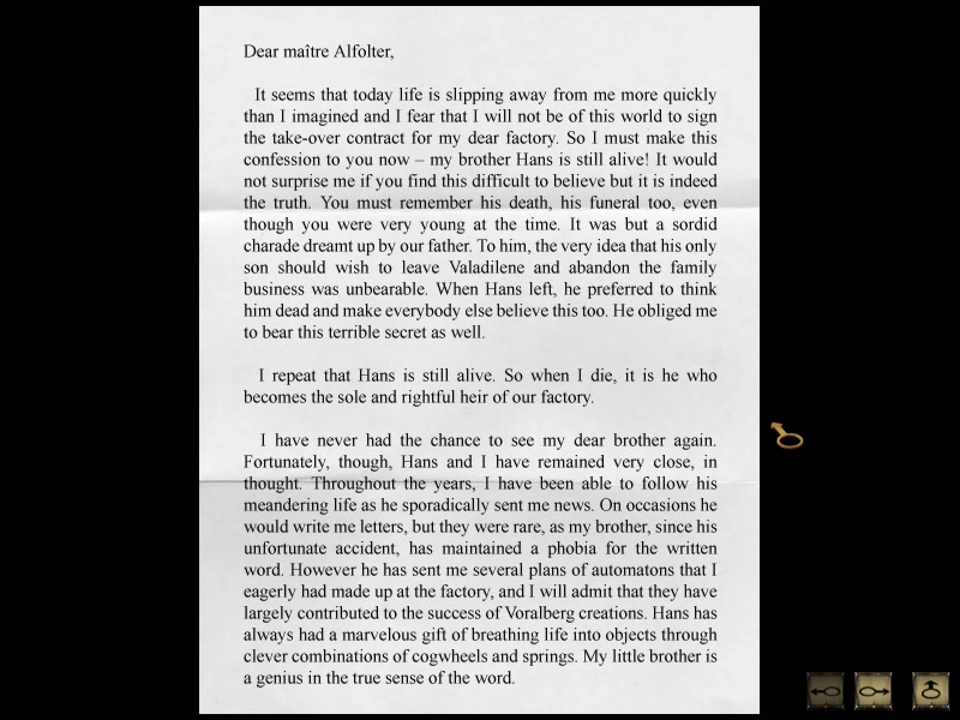 Dear maître Alfolter,
It seems that today life is slipping away from me more quickly
than I imagined and I fear that I will not be of this world to sign
the take-over contract for my dear factory. So I must make this
confession to you now – my brother Hans is still alive! It would
not surprise me if you find this difficult to believe but it is indeed
the truth. You must remember his death, his funeral too, even
though you were very young at the time. It was but a sordid
charade dreamt up by our father. To him, the very idea that his only
son should wish to leave Valadilene and abandon the family
business was unbearable. When Hans left, he preferred to think
him dead and make everybody else believe this too. He obliged me
to bear this terrible secret as well.
I repeat that Hans is still alive. So when I die, it is he who
becomes the sole and rightful heir of our factory.
I have never had the chance to see my dear brother again.
Fortunately, though, Hans and I have remained very close, in
thought. Throughout the years, I have been able to follow his
meandering life as he sporadically sent me news. On occasions he
would write me letters, but they were rare, as my brother, since his
unfortunate accident, has maintained a phobia for the written
word. However he has sent me several plans of automatons that I
eagerly had made up at the factory, and I will admit that they have
largely contributed to the success of Voralberg creations. Hans has
always had a marvelous gift of breathing life into objects through
clever combinations of cogwheels and springs. My little brother is
a genius in the true sense of the word.